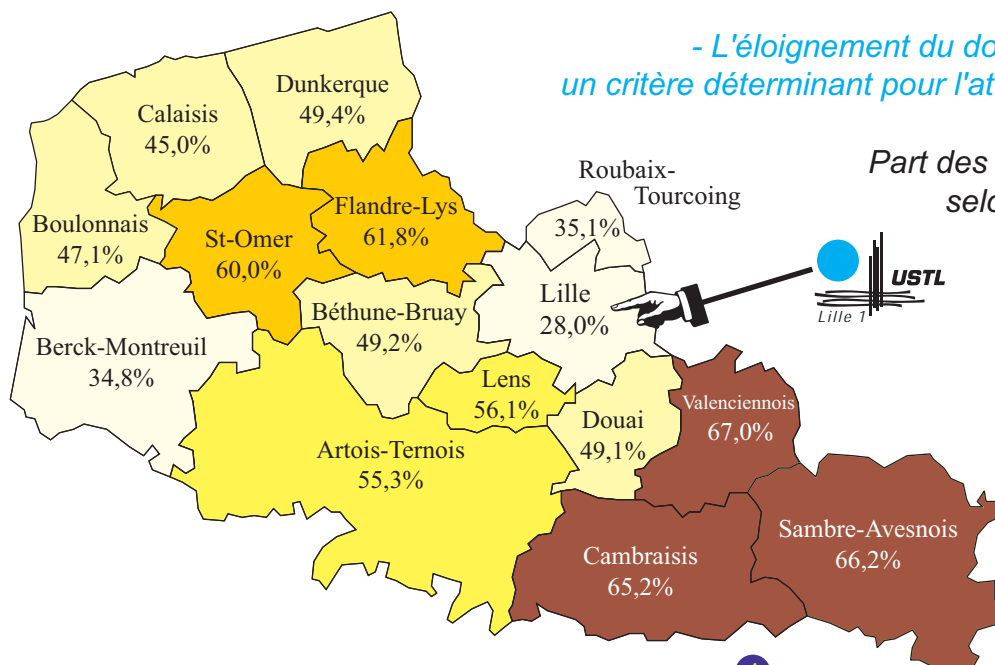 - L'éloignement du do
un critère déterminant pour l'at
Part des
selo
Dunkerque
49,4%
Calaisis
45,0%
Roubaix-
Tourcoing
35,1%
Flandre-Lys
61,8%
Boulonnais
47,1%
St-Omer
60,0%
USTL
Lille 1
Lille
28,0%
Béthune-Bruay
49,2%
Berck-Montreuil
34,8%
Lens
56,1%
Valenciennois
67,0%
Douai
49,1%
Artois-Ternois
55,3%
Sambre-Avesnois
66,2%
Cambraisis
65,2%